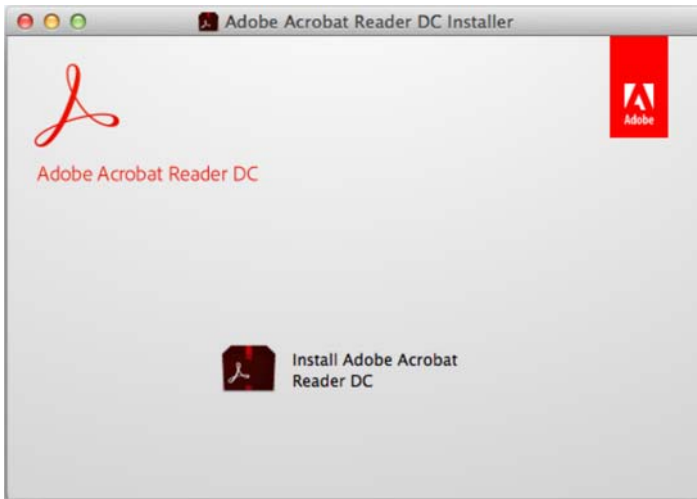 Adobe Acrobat Reader DC Installer
Adobe
Adobe Acrobat Reader DC
Install Adobe Acrobat
Reader DC